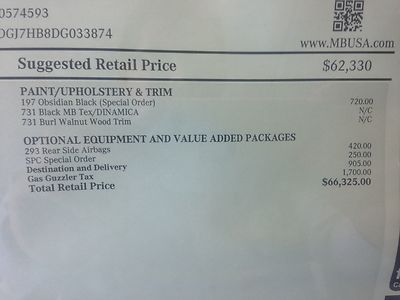 0574593
DGJ7HB8DG033874
www.MBUSA.com
Suggested Retail Price $62,330
PAINT/UPHOLSTERY & TRIM
197 Obsidian Black (Special Order) 720.00
731 Black MB Tex/DINAMICA N/C
731 Burl Walnut Wood Trim N/C
OPTIONAL EQUIPMENT AND VALUE ADDED PACKAGES
293 Rear Side Airbags 420.00
SPC Special Order 250.00
Destination and Delivery 905.00
Gas Guzzler Tax 1,700.00
Total Retail Price $66,325.00